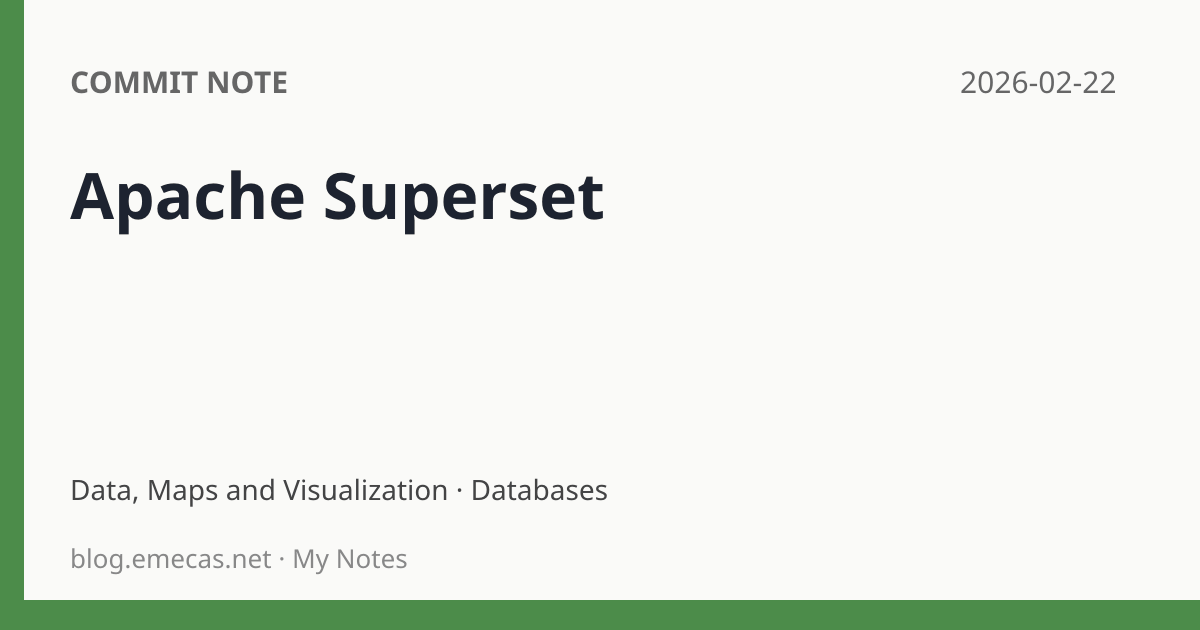 COMMIT NOTE
2026-02-22
Apache Superset
Data, Maps and Visualization · Databases
blog.emecas.net · My Notes